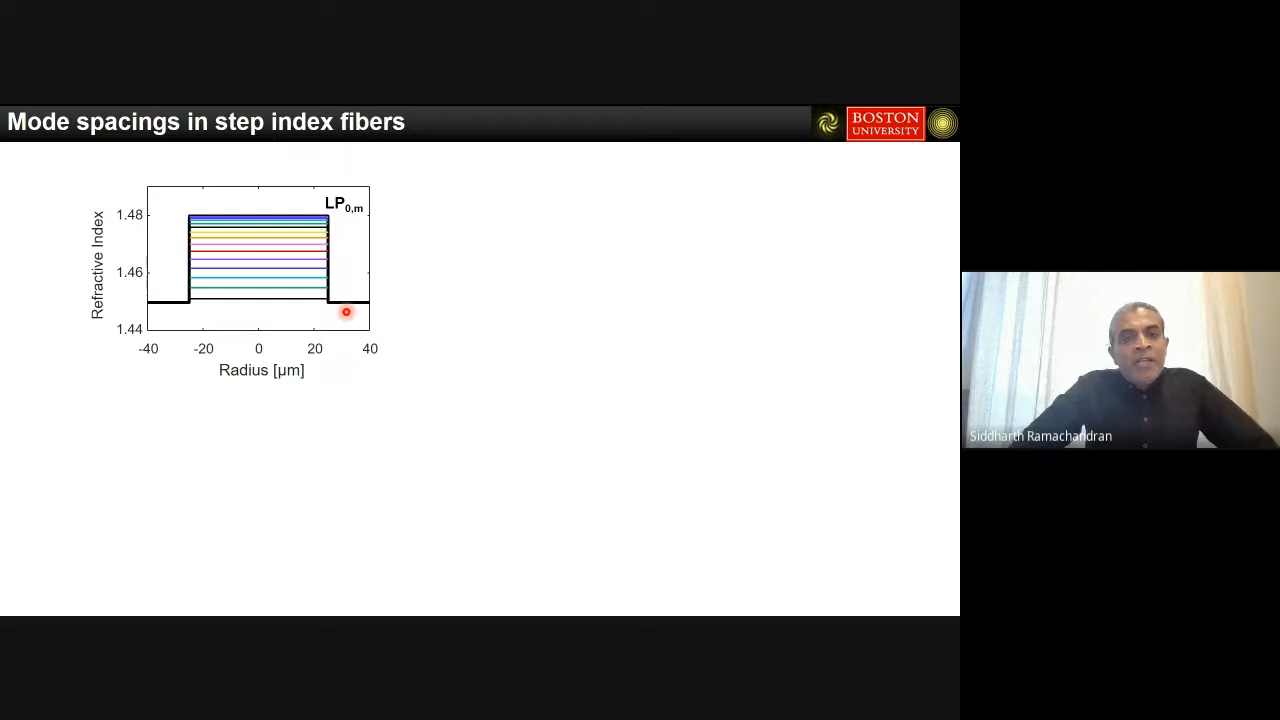 Mode spacings in step index fibers
BOSTON
UNIVERSITY
LP0,m
Refractive Index
1.48
1.46
1.44
-40 -20 0 20 40
Radius [µm]
Siddharth Ramachandran